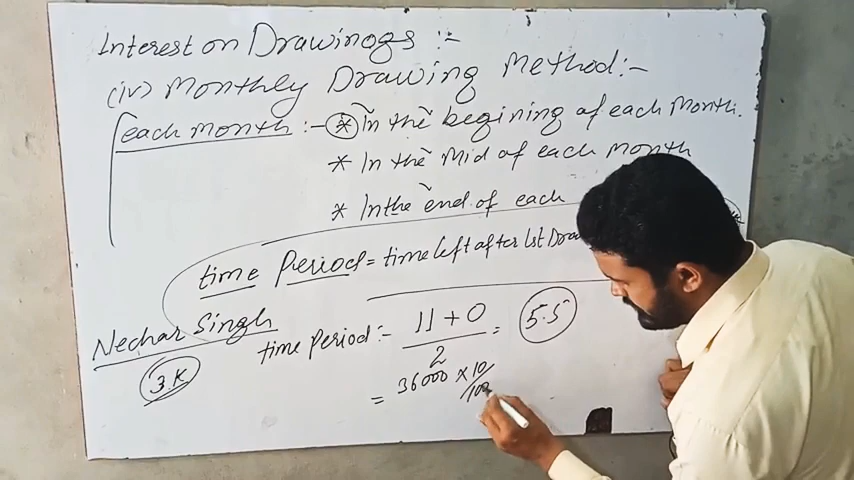 Interest on Drawinogs :-
(iv) Monthly Drawing Method:-
each month :- * In the begining of each Month.
* In the Mid of each Month
* In the end of each
time Period = time left after 1st Dra
Nechar Singh
3.K
time Period:- 11 + 0 / 2 = 5.5
= 36000 × 10/100